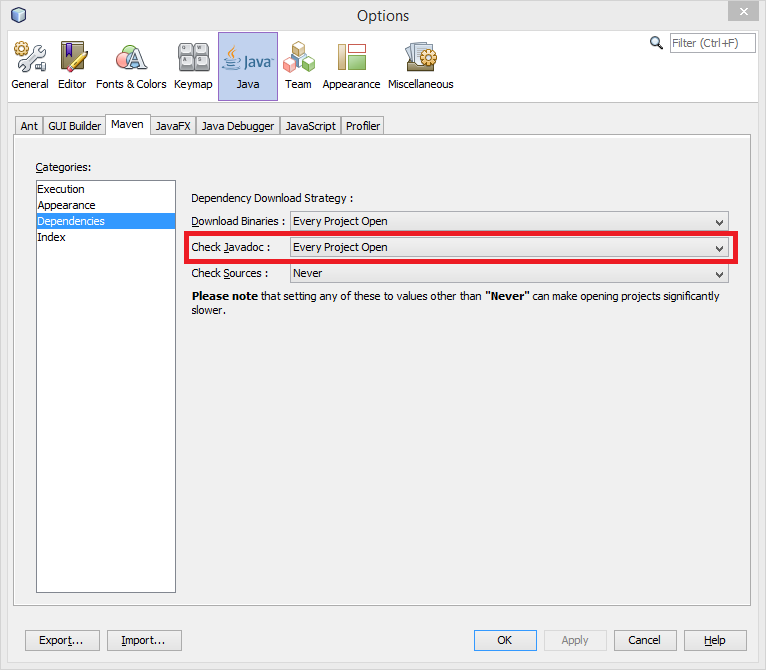 Options
Filter (Ctrl+F)
Java
General Editor Fonts & Colors Keymap Java Team Appearance Miscellaneous
Ant GUI Builder Maven JavaFX Java Debugger JavaScript Profiler
Categories:
Execution
Appearance
Dependencies
Index
Dependency Download Strategy :
Download Binaries : Every Project Open
Check Javadoc : Every Project Open
Check Sources : Never
Please note that setting any of these to values other than "Never" can make opening projects significantly
slower.
Export... Import... OK Apply Cancel Help